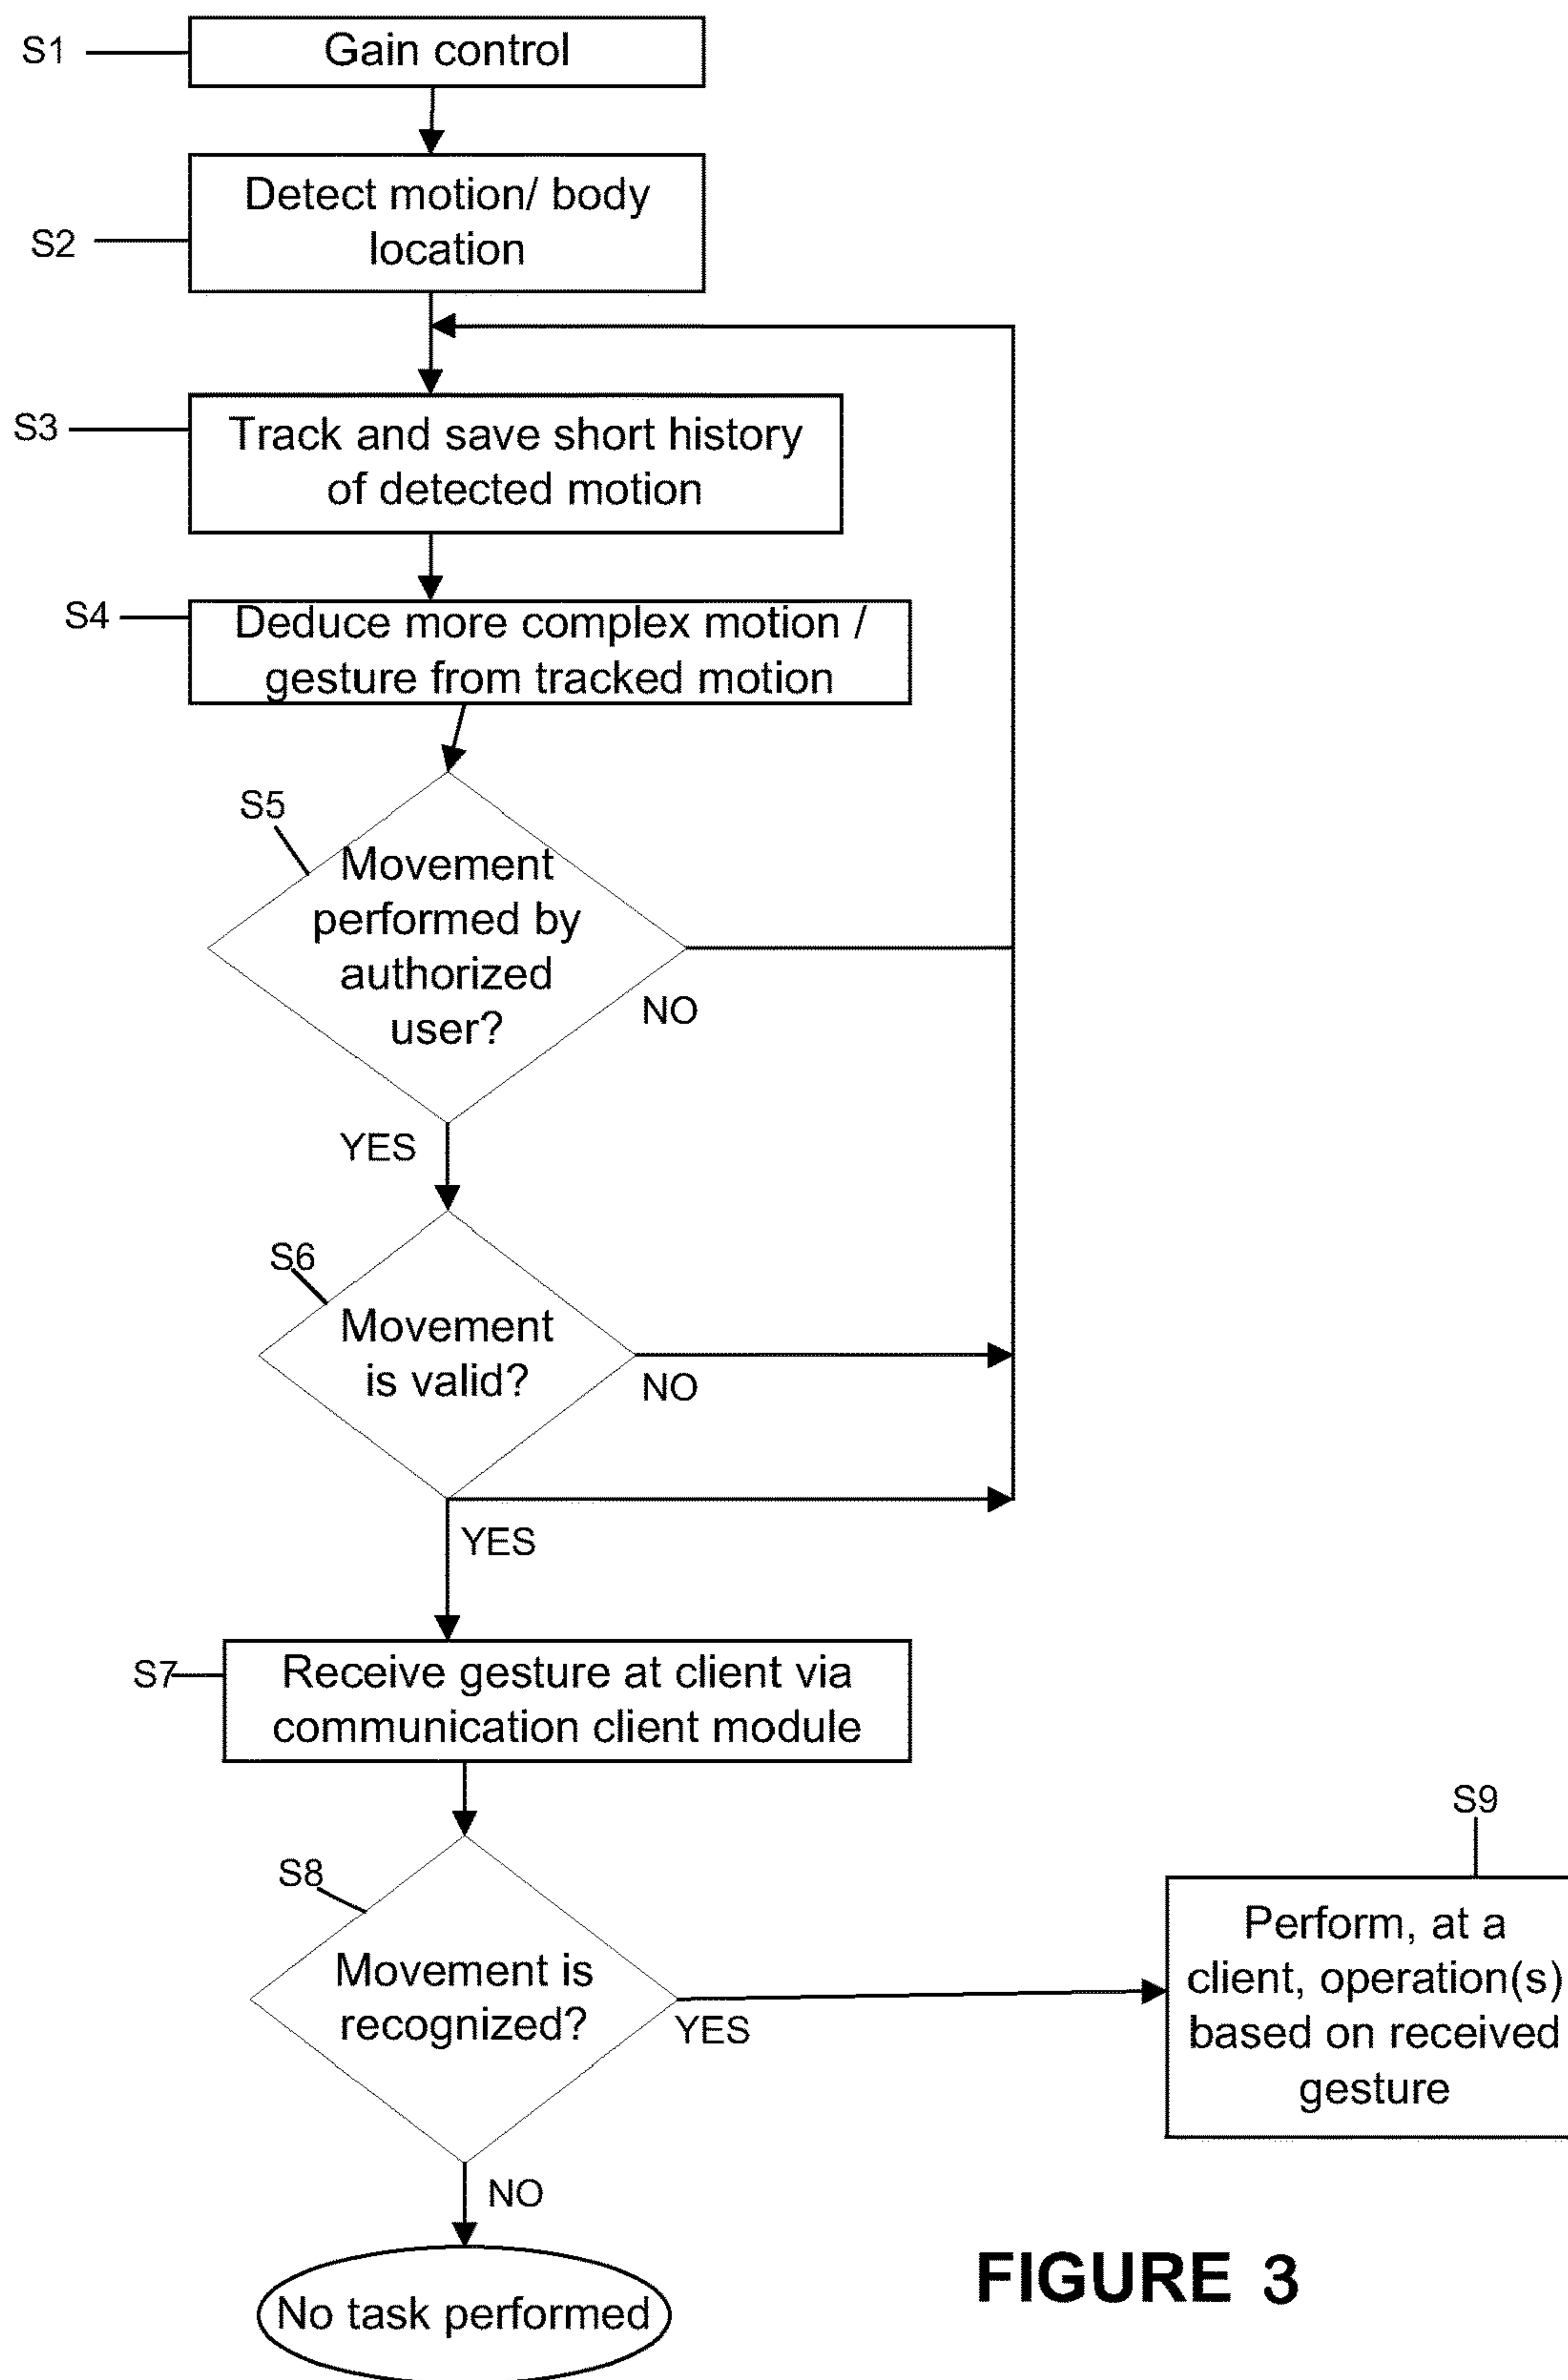 S1
Gain control
S2
Detect motion/ body
location
S3
Track and save short history
of detected motion
S4
Deduce more complex motion /
gesture from tracked motion
S5
Movement
performed by
authorized
user?
NO
YES
S6
Movement
is valid?
NO
YES
S7
Receive gesture at client via
communication client module
S8
Movement is
recognized?
YES
S9
Perform, at a
client, operation(s)
based on received
gesture
NO
No task performed
FIGURE 3